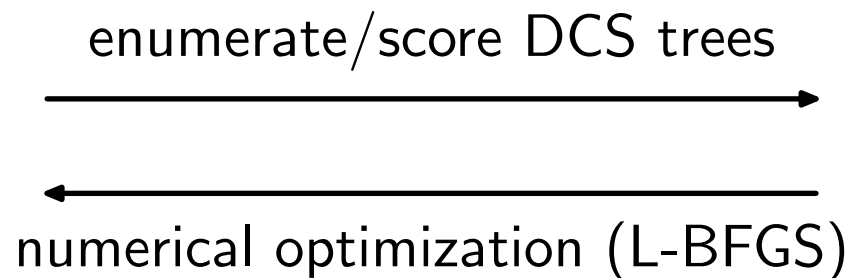 enumerate/score DCS trees
numerical optimization (L-BFGS)